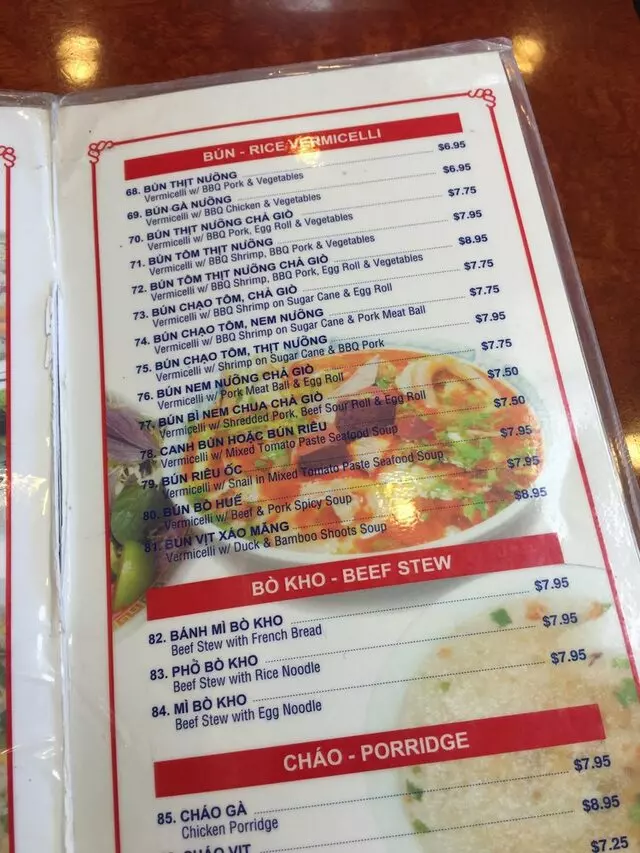 BÚN - RICE VERMICELLI
68. BÚN THỊT NƯỚNG $6.95
Vermicelli w/ BBQ Pork & Vegetables
69. BÚN GÀ NƯỚNG $6.95
Vermicelli w/ BBQ Chicken & Vegetables
70. BÚN THỊT NƯỚNG CHẢ GIÒ $7.75
Vermicelli w/ BBQ Pork, Egg Roll & Vegetables
71. BÚN TÔM THỊT NƯỚNG $7.95
Vermicelli w/ BBQ Shrimp, BBQ Pork & Vegetables
72. BÚN TÔM THỊT NƯỚNG CHẢ GIÒ $8.95
Vermicelli w/ BBQ Shrimp, BBQ Pork, Egg Roll & Vegetables
73. BÚN CHẠO TÔM, CHẢ GIÒ $7.75
Vermicelli w/ BBQ Shrimp on Sugar Cane & Egg Roll
74. BÚN CHẠO TÔM, NEM NƯỚNG $7.75
Vermicelli w/ BBQ Shrimp on Sugar Cane & Pork Meat Ball
75. BÚN CHẠO TÔM, THỊT NƯỚNG $7.95
Vermicelli w/ Shrimp on Sugar Cane & BBQ Pork
76. BÚN NEM NƯỚNG CHẢ GIÒ $7.75
Vermicelli w/ Pork Meat Ball & Egg Roll
77. BÚN BÌ NEM CHUA CHẢ GIÒ $7.50
Vermicelli w/ Shredded Pork, Beef Sour Roll & Egg Roll
78. CANH BÚN HOẶC BÚN RIÊU $7.50
Vermicelli w/ Mixed Tomato Paste Seafood Soup
79. BÚN RIÊU ỐC $7.95
Vermicelli w/ Snail in Mixed Tomato Paste Seafood Soup
80. BÚN BÒ HUẾ $7.95
Vermicelli w/ Beef & Pork Spicy Soup
81. BÚN VỊT XÁO MĂNG $8.95
Vermicelli w/ Duck & Bamboo Shoots Soup
BÒ KHO - BEEF STEW
82. BÁNH MÌ BÒ KHO $7.95
Beef Stew with French Bread
83. PHỞ BÒ KHO $7.95
Beef Stew with Rice Noodle
84. MÌ BÒ KHO $7.95
Beef Stew with Egg Noodle
CHÁO - PORRIDGE
85. CHÁO GÀ $7.95
Chicken Porridge
CHÁO VỊT $8.95
$7.25